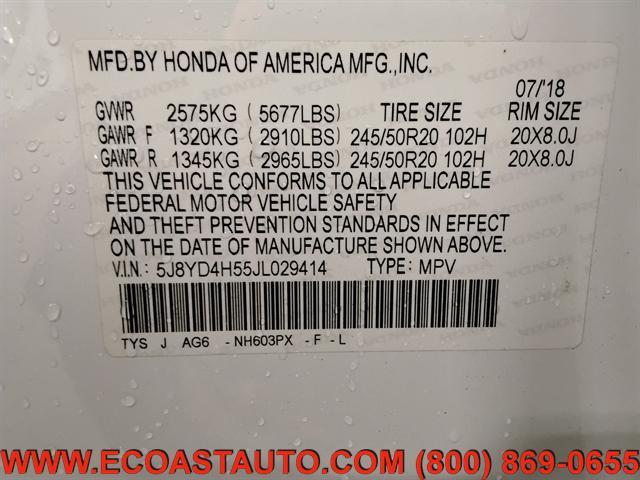 MFD.BY HONDA OF AMERICA MFG.,INC.
07/'18
GVWR 2575KG ( 5677LBS) TIRE SIZE RIM SIZE
GAWR F 1320KG ( 2910LBS) 245/50R20 102H 20X8.0J
GAWR R 1345KG ( 2965LBS) 245/50R20 102H 20X8.0J
THIS VEHICLE CONFORMS TO ALL APPLICABLE
FEDERAL MOTOR VEHICLE SAFETY
AND THEFT PREVENTION STANDARDS IN EFFECT
ON THE DATE OF MANUFACTURE SHOWN ABOVE.
V.I.N.: 5J8YD4H55JL029414 TYPE: MPV
TYS J AG6 -NH603PX -F -L
WWW.ECOASTAUTO.COM (800) 869-0655